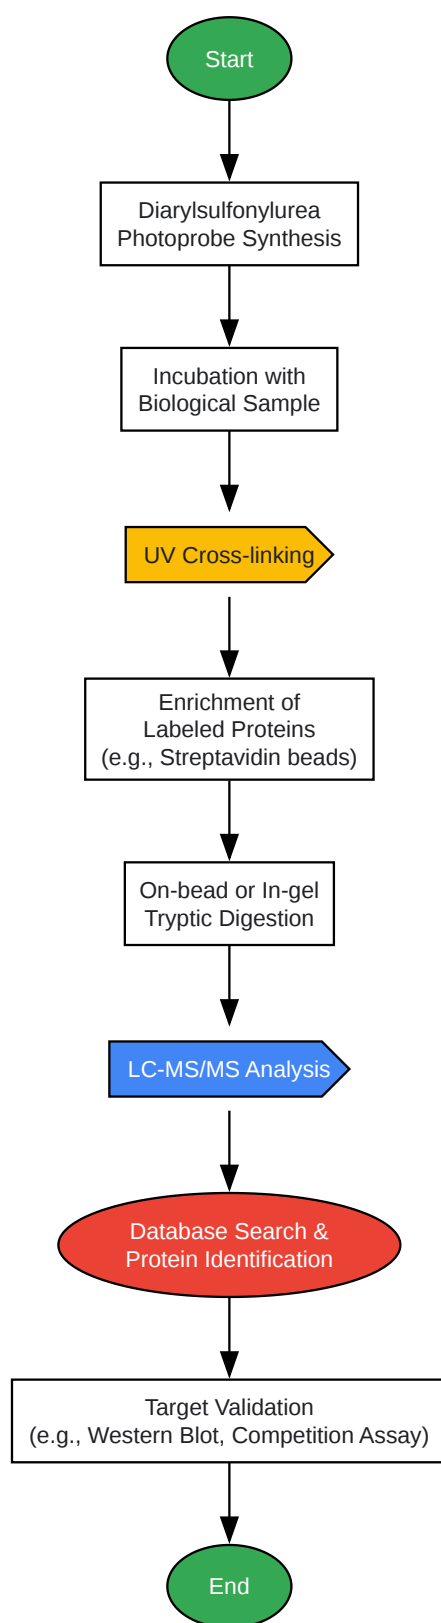 Start
Diarylsulfonylurea
Photoprobe Synthesis
Incubation with
Biological Sample
UV Cross-linking
Enrichment of
Labeled Proteins
(e.g., Streptavidin beads)
On-bead or In-gel
Tryptic Digestion
LC-MS/MS Analysis
Database Search &
Protein Identification
Target Validation
(e.g., Western Blot, Competition Assay)
End